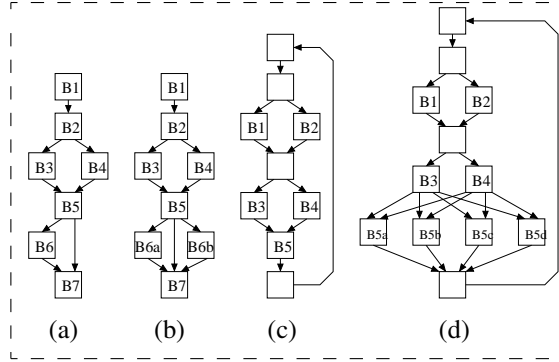 B1
B2
B3 B4
B5
B6
B7
(a)
B1
B2
B3 B4
B5
B6a B6b
B7
(b)
B1 B2
B3 B4
B5
(c)
B1 B2
B3 B4
B5a B5b B5c B5d
(d)